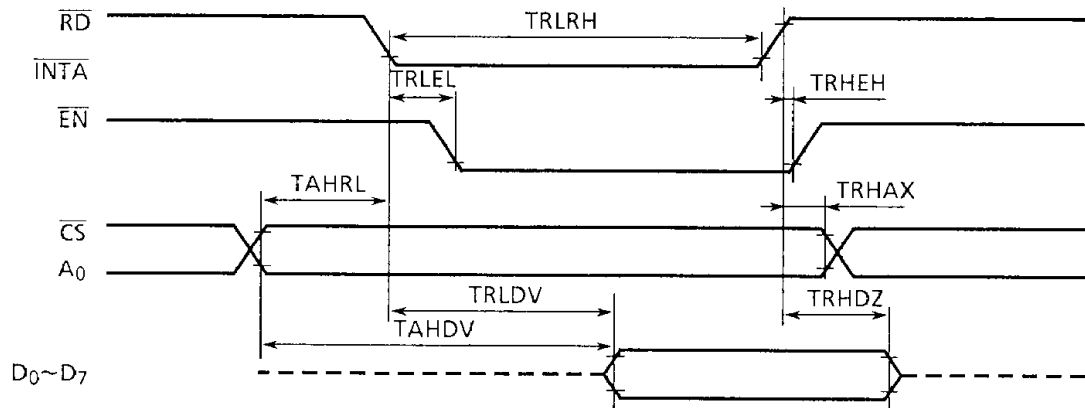 RD
TRLRH
INTA
TRLEL
TRHEH
EN
TAHRL
TRHAX
CS
A0
TRLDV
TRHDZ
TAHDV
D0~D7